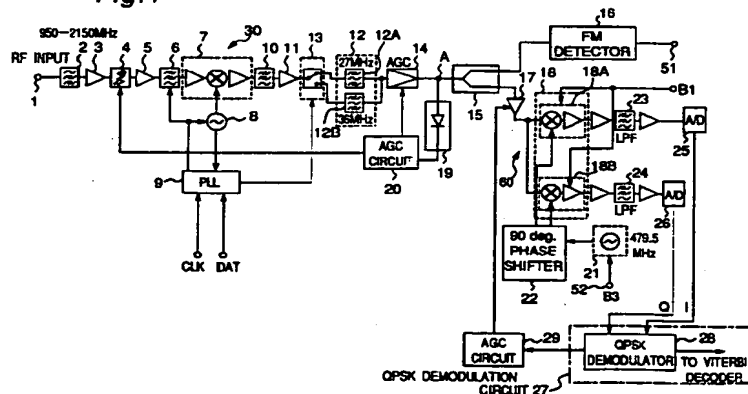 950-2150MHz
RF INPUT
1
2
3
4
5
6
7
30
8
9
PLL
CLK
DAT
10
11
13
12
12A
27MHz
36MHz
12B
AGC
14
A
AGC
CIRCUIT
20
19
15
16
FM
DETECTOR
51
17
18
18A
B1
23
LPF
A/D
25
60
18B
24
LPF
A/D
26
90 deg.
PHASE
SHIFTER
22
479.5
MHz
21
52
B3
Q
I
AGC
CIRCUIT
29
QPSK
DEMODULATOR
28
TO VITERBI
DECODER
QPSK DEMODULATION
CIRCUIT 27